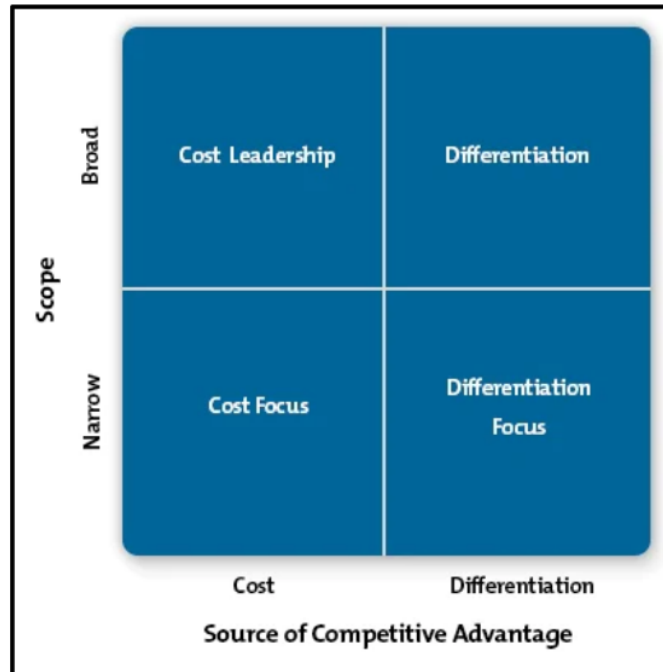 Broad
Cost Leadership
Differentiation
Scope
Narrow
Cost Focus
Differentiation
Focus
Cost
Differentiation
Source of Competitive Advantage